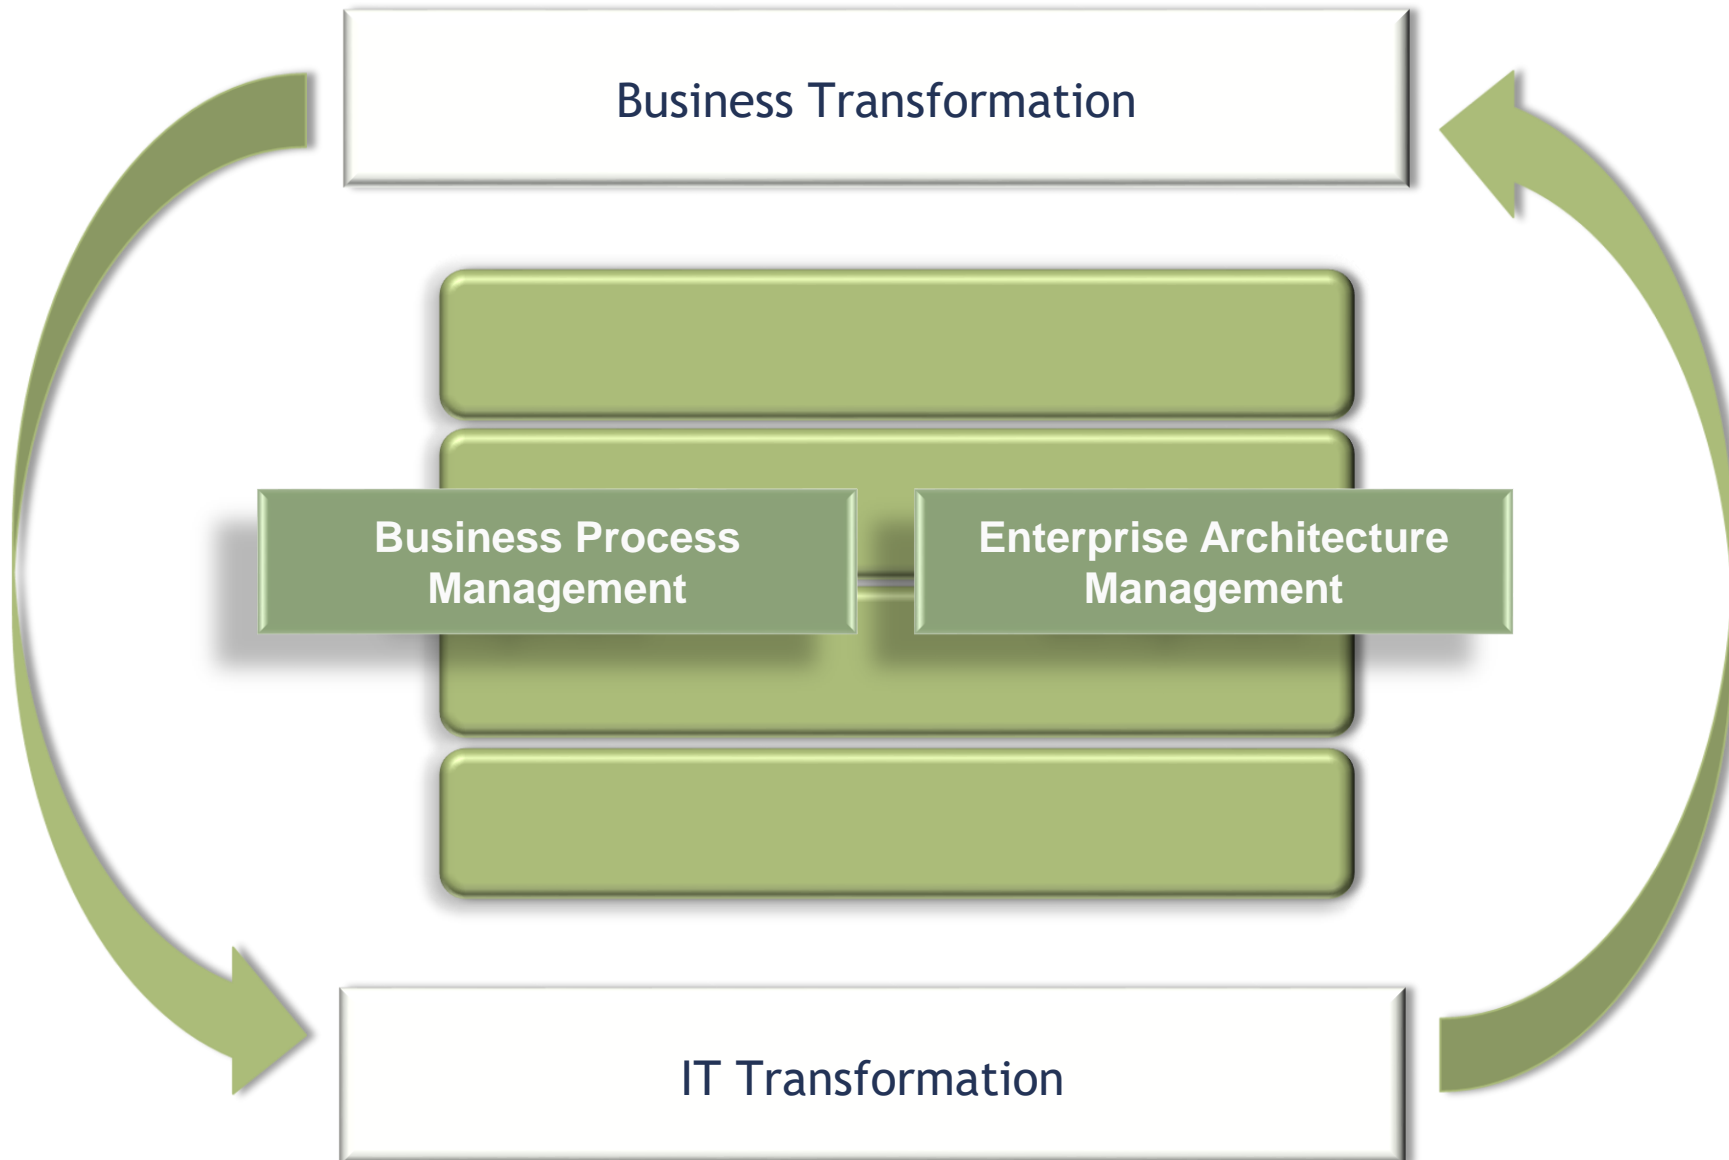 Business Transformation
Business Process
Management
Enterprise Architecture
Management
IT Transformation